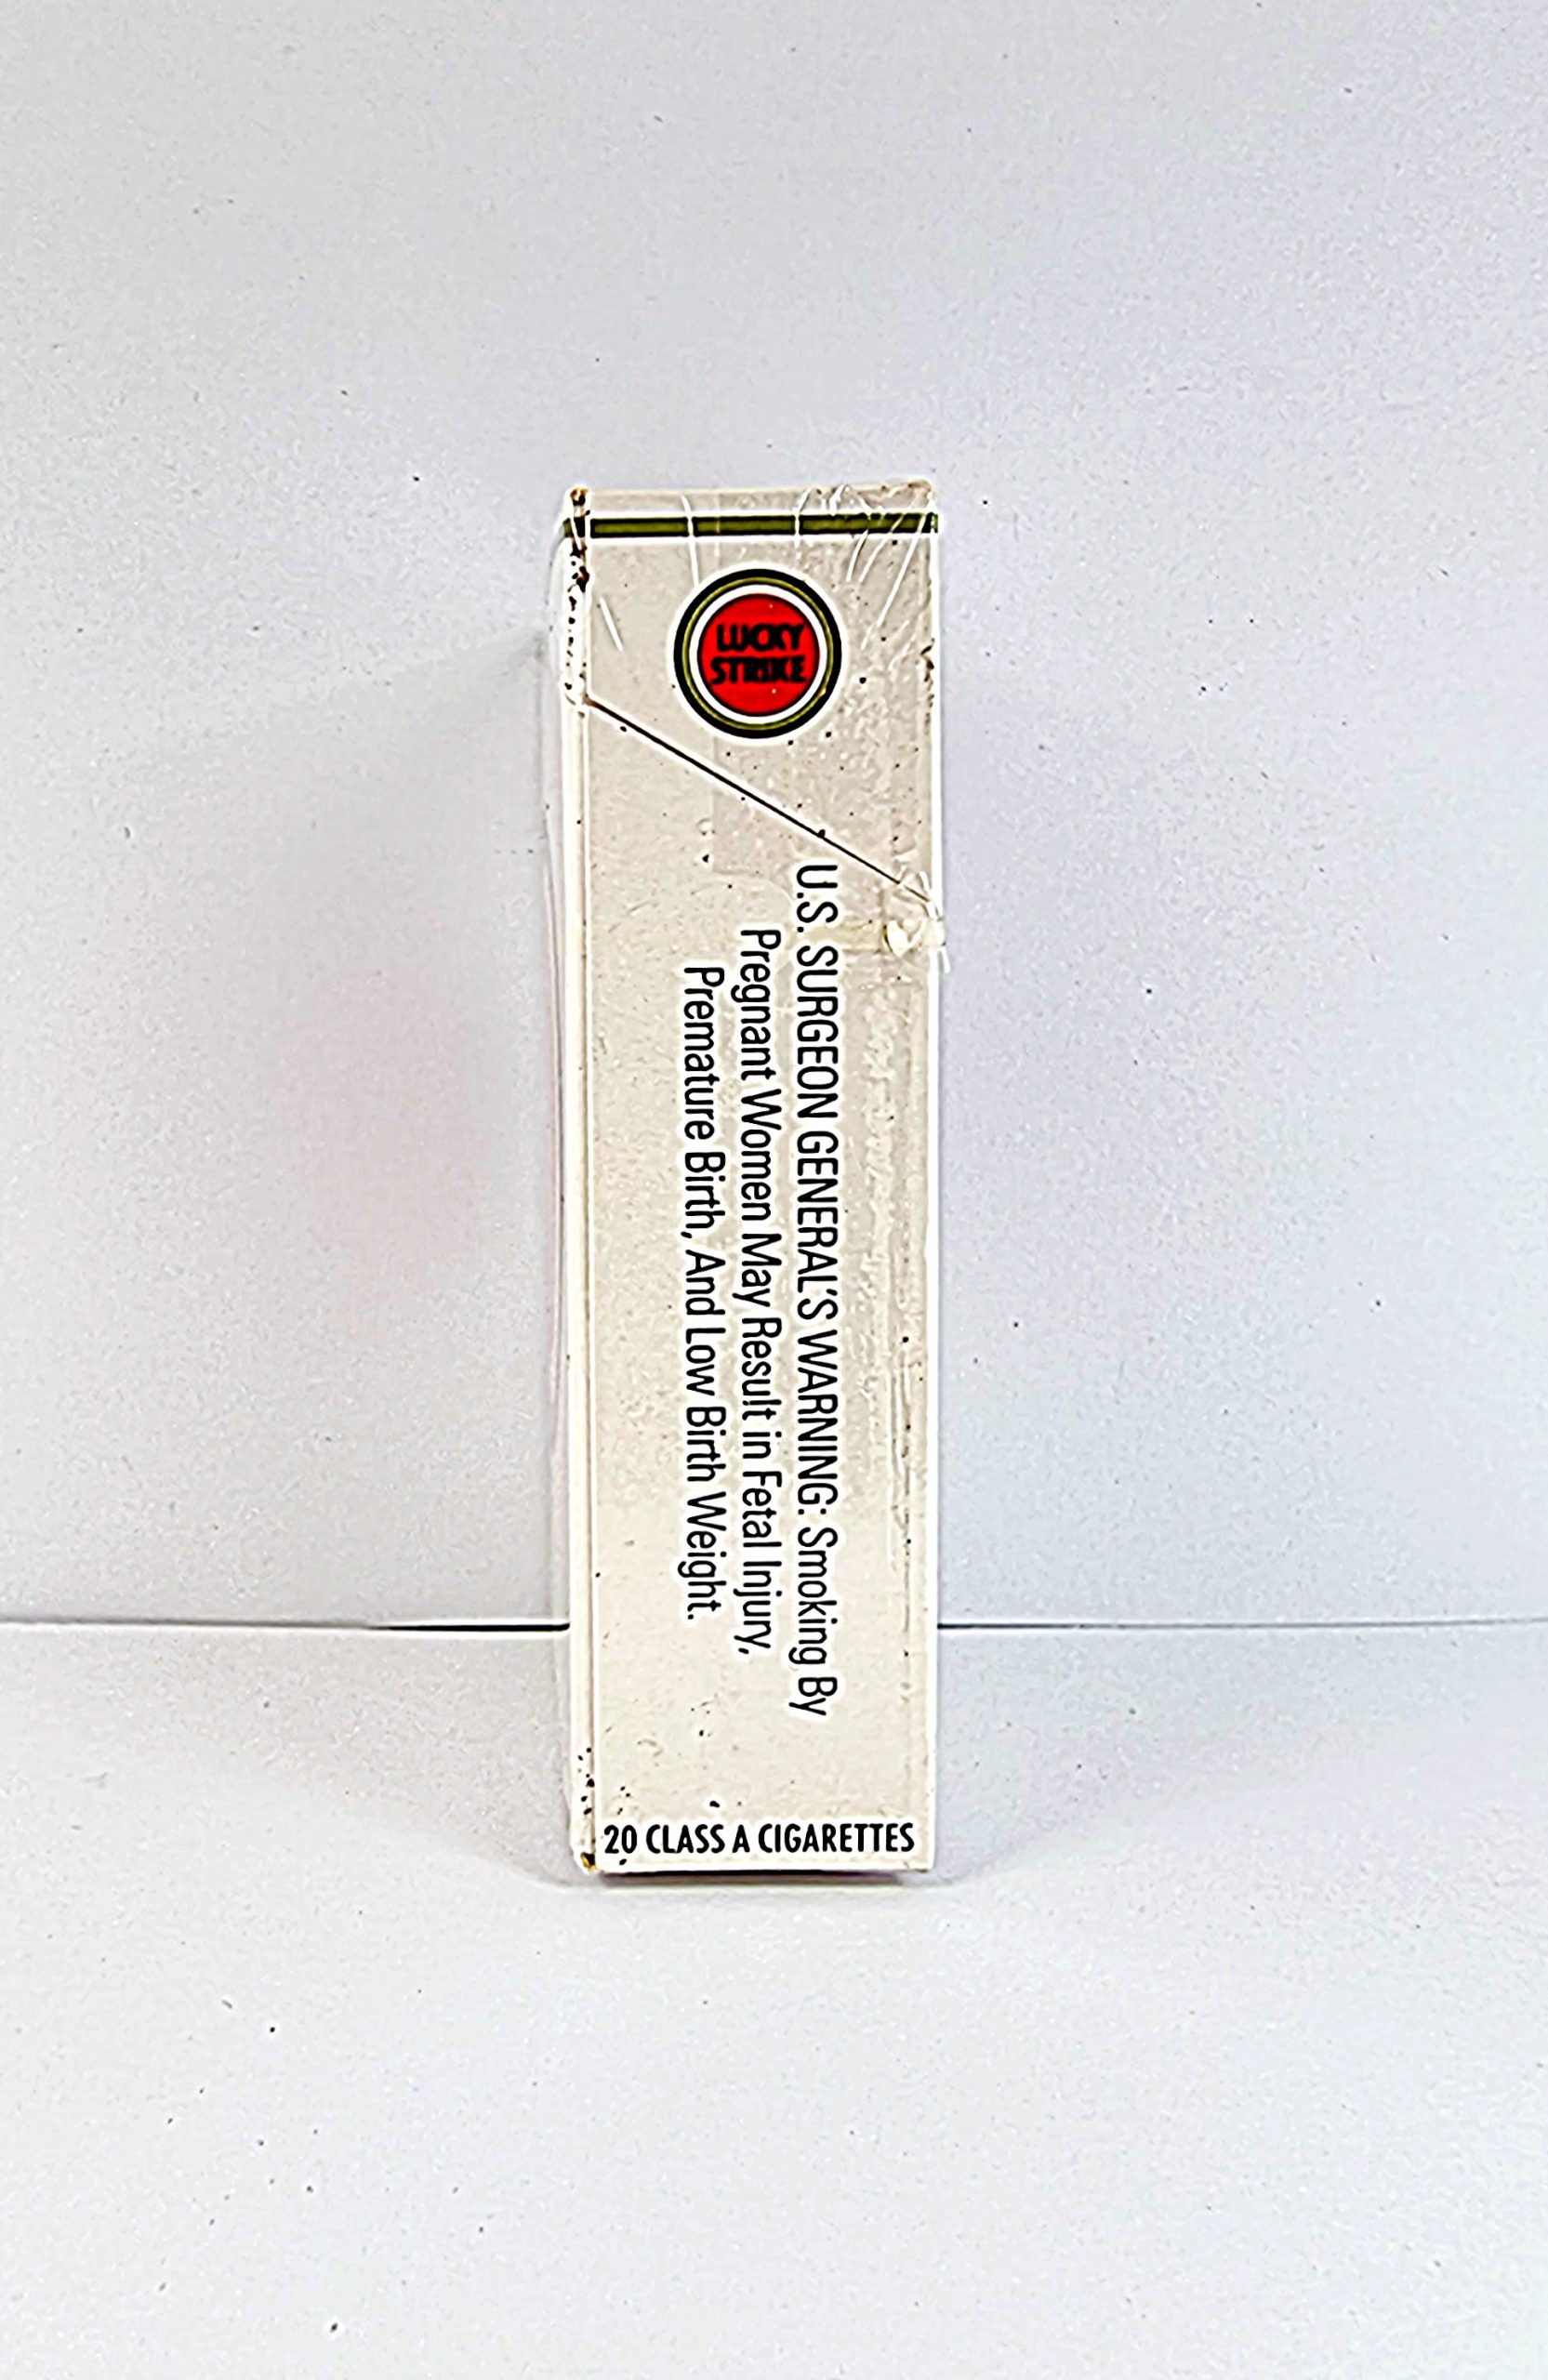 LUCKY
STRIKE
U.S. SURGEON GENERAL'S WARNING: Smoking By
Pregnant Women May Result in Fetal Injury,
Premature Birth, And Low Birth Weight.
20 CLASS A CIGARETTES